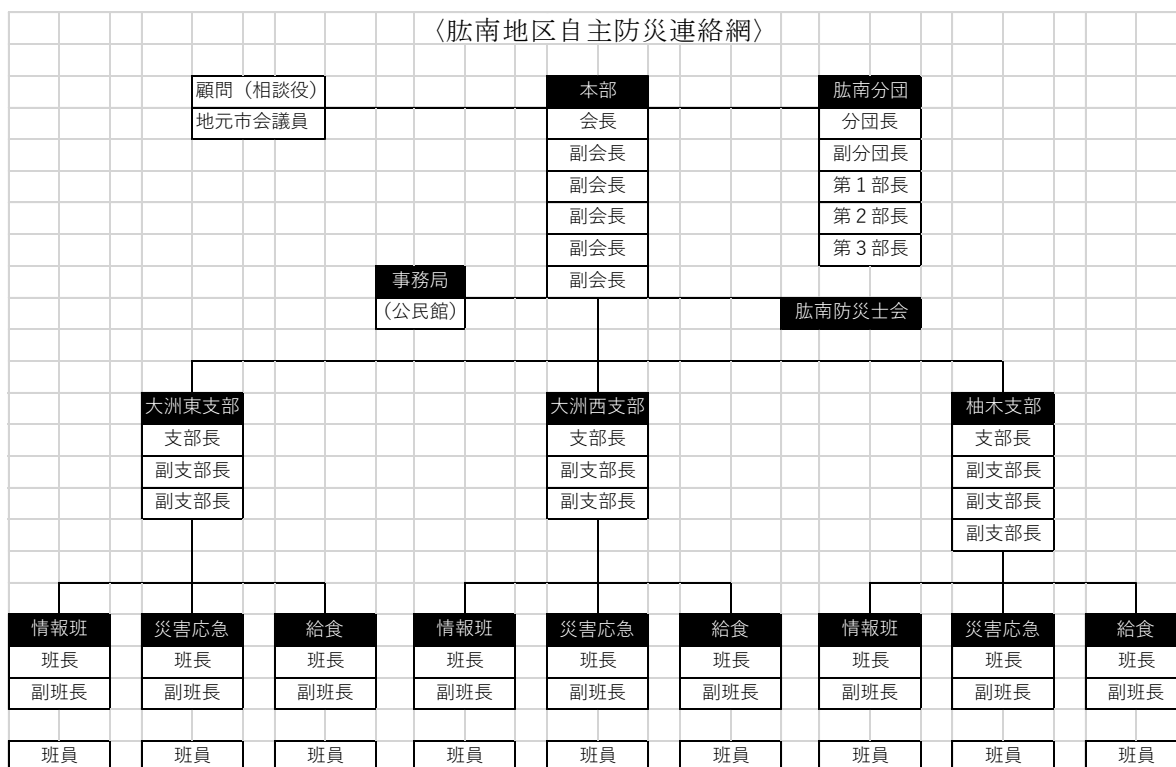 〈肱南地区自主防災連絡網〉
顧問（相談役）
地元市会議員
本部
会長
副会長
副会長
副会長
副会長
副会長
肱南分団
分団長
副分団長
第１部長
第２部長
第３部長
事務局
(公民館)
肱南防災士会
大洲東支部
支部長
副支部長
副支部長
大洲西支部
支部長
副支部長
副支部長
柚木支部
支部長
副支部長
副支部長
副支部長
情報班
班長
副班長
班員
災害応急
班長
副班長
班員
給食
班長
副班長
班員
情報班
班長
副班長
班員
災害応急
班長
副班長
班員
給食
班長
副班長
班員
情報班
班長
副班長
班員
災害応急
班長
副班長
班員
給食
班長
副班長
班員